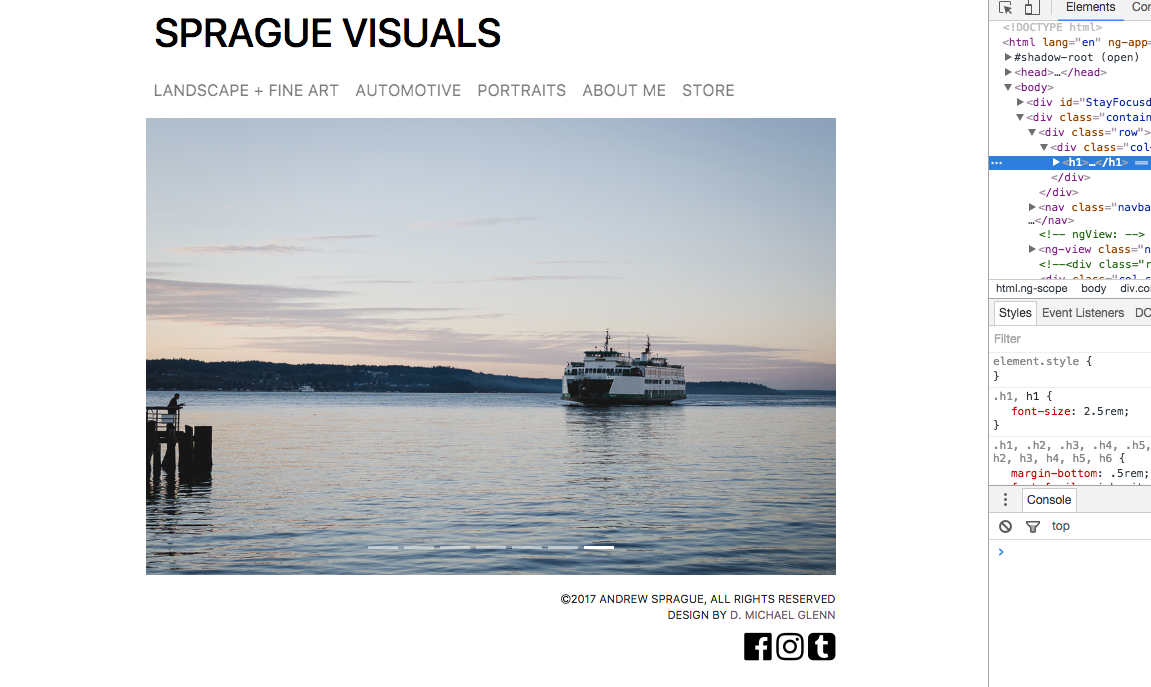 SPRAGUE VISUALS
LANDSCAPE + FINE ART AUTOMOTIVE PORTRAITS ABOUT ME STORE
©2017 ANDREW SPRAGUE, ALL RIGHTS RESERVED
DESIGN BY D. MICHAEL GLENN
Elements Con
<!DOCTYPE html>
<html lang="en" ng-app=
▶#shadow-root (open)
▶<head>…</head>
▼<body>
▶<div id="StayFocusd
▼<div class="contain
▼<div class="row">
▼<div class="col-
… ▶<h1>…</h1> ==
</div>
</div>
▶<nav class="navba
…</nav>
<!-- ngView: -->
▶<ng-view class="n
<!--<div class="r
html.ng-scope body div.co
Styles Event Listeners DO
Filter
element.style {
}
.h1, h1 {
font-size: 2.5rem;
}
.h1, .h2, .h3, .h4, .h5,
h2, h3, h4, h5, h6 {
margin-bottom: .5rem;
Console
top
>